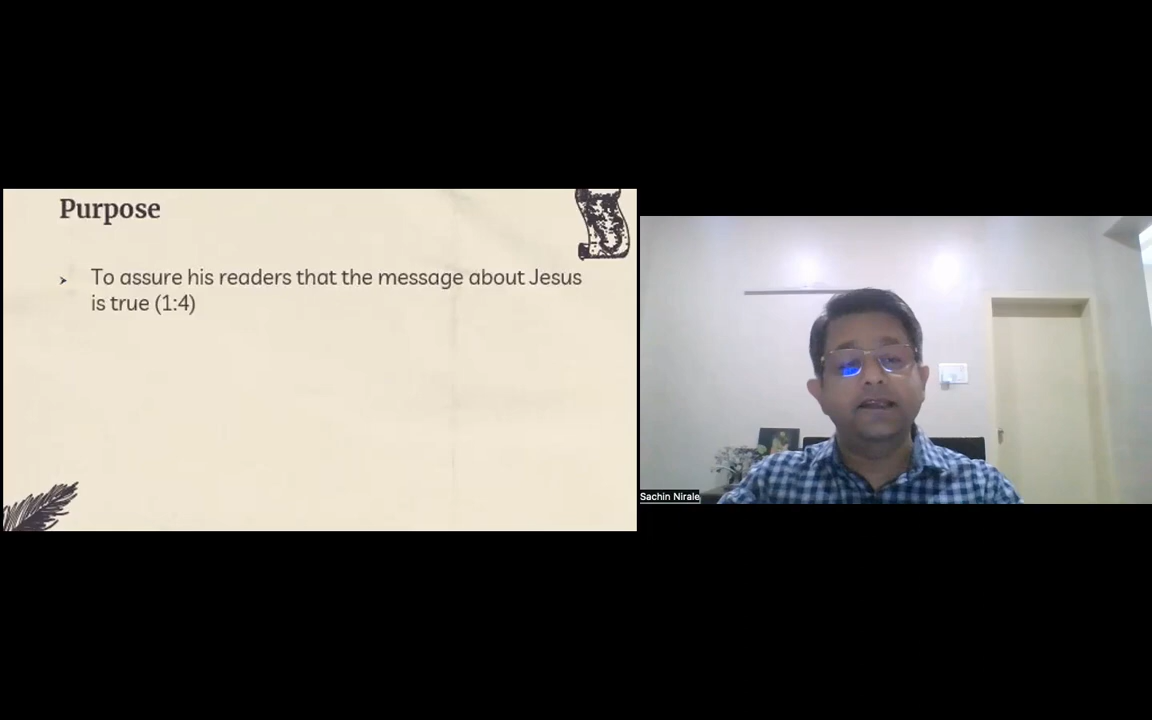 Purpose
➤ To assure his readers that the message about Jesus
is true (1:4)
Sachin Nirale